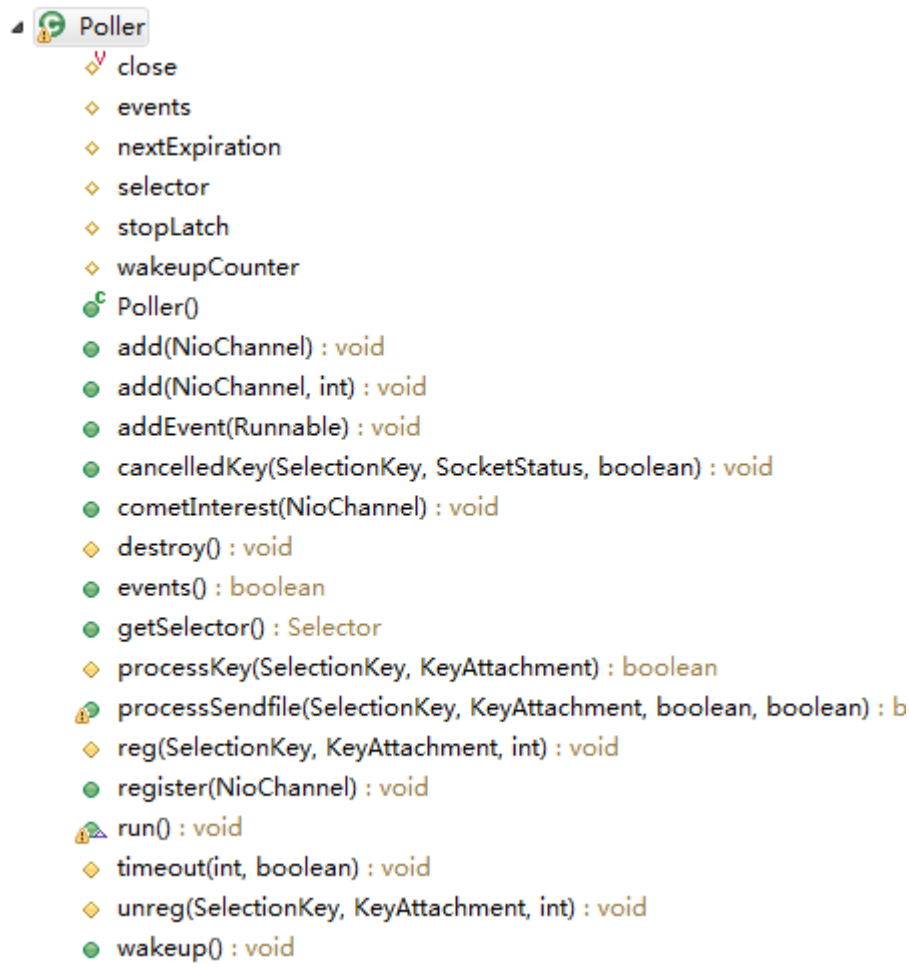 Poller
close
events
nextExpiration
selector
stopLatch
wakeupCounter
Poller()
add(NioChannel) : void
add(NioChannel, int) : void
addEvent(Runnable) : void
cancelledKey(SelectionKey, SocketStatus, boolean) : void
cometInterest(NioChannel) : void
destroy() : void
events() : boolean
getSelector() : Selector
processKey(SelectionKey, KeyAttachment) : boolean
processSendfile(SelectionKey, KeyAttachment, boolean, boolean) : b
reg(SelectionKey, KeyAttachment, int) : void
register(NioChannel) : void
run() : void
timeout(int, boolean) : void
unreg(SelectionKey, KeyAttachment, int) : void
wakeup() : void